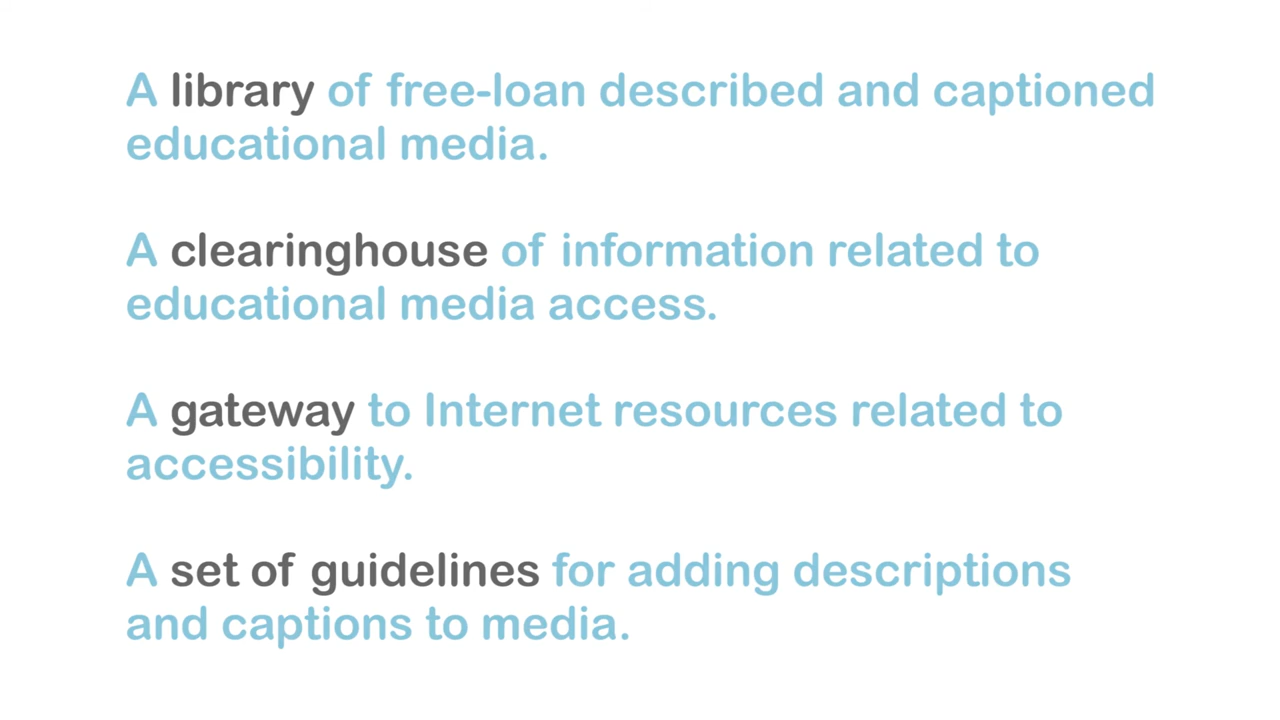 A library of free-loan described and captioned
educational media.
A clearinghouse of information related to
educational media access.
A gateway to Internet resources related to
accessibility.
A set of guidelines for adding descriptions
and captions to media.